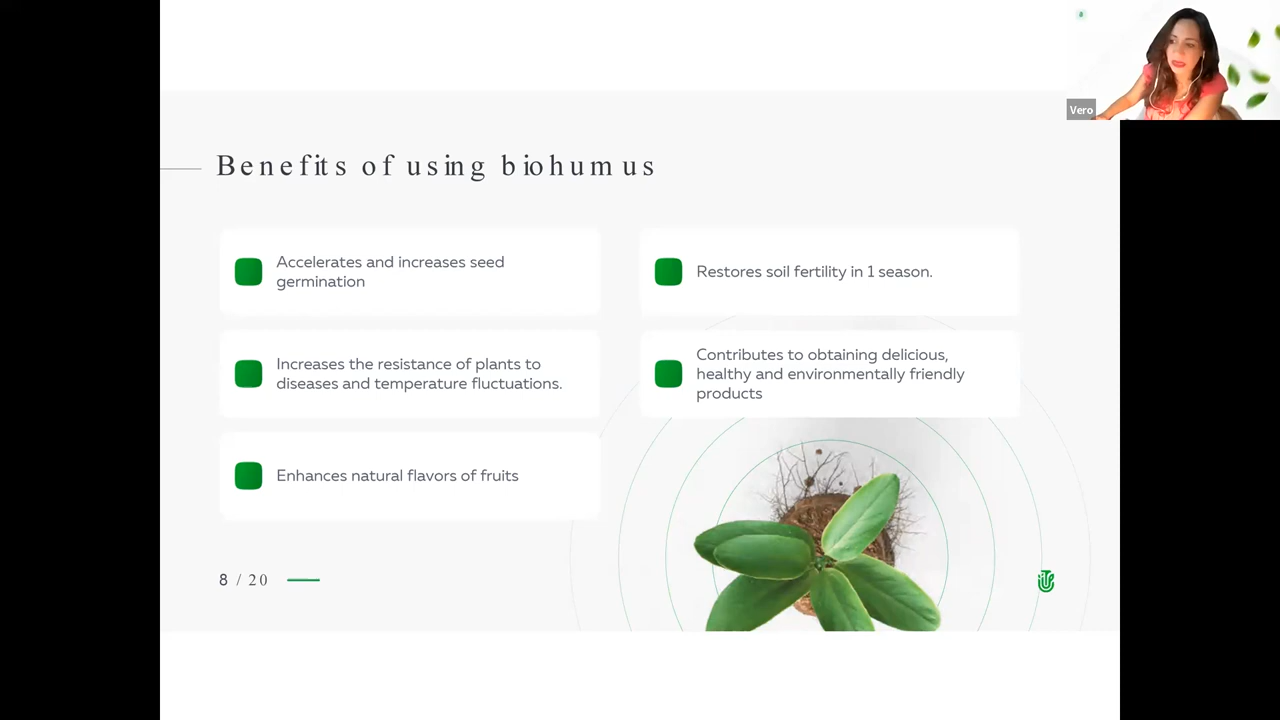 Vero
Benefits of using biohumus
Accelerates and increases seed
germination
Increases the resistance of plants to
diseases and temperature fluctuations.
Enhances natural flavors of fruits
Restores soil fertility in 1 season.
Contributes to obtaining delicious,
healthy and environmentally friendly
products
8 / 20